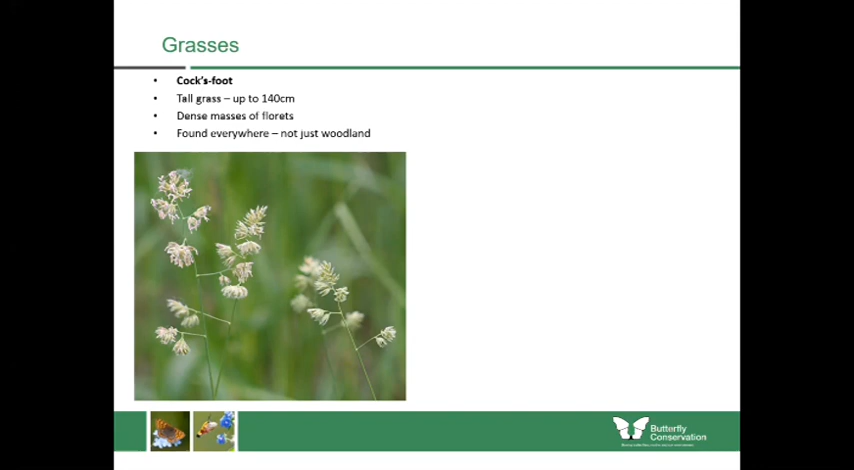 Grasses
• Cock's-foot
• Tall grass – up to 140cm
• Dense masses of florets
• Found everywhere – not just woodland
Butterfly
Conservation